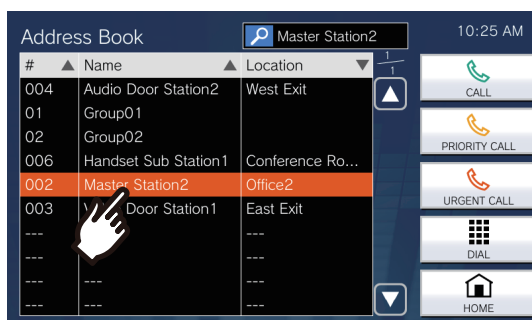 Address Book
Master Station2
10:25 AM
# Name Location
1
1
004 Audio Door Station2 West Exit
01 Group01
02 Group02
006 Handset Sub Station1 Conference Ro...
002 Master Station2 Office2
003 Door Station1 East Exit
--- ---
--- ---
--- --- ---
--- --- ---
CALL
PRIORITY CALL
URGENT CALL
DIAL
HOME